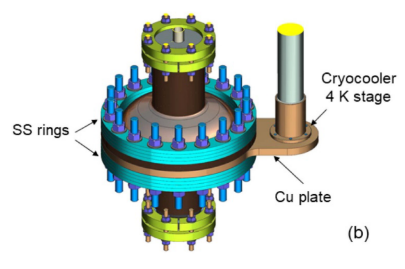 Cryocooler
4 K stage
SS rings
Cu plate
(b)